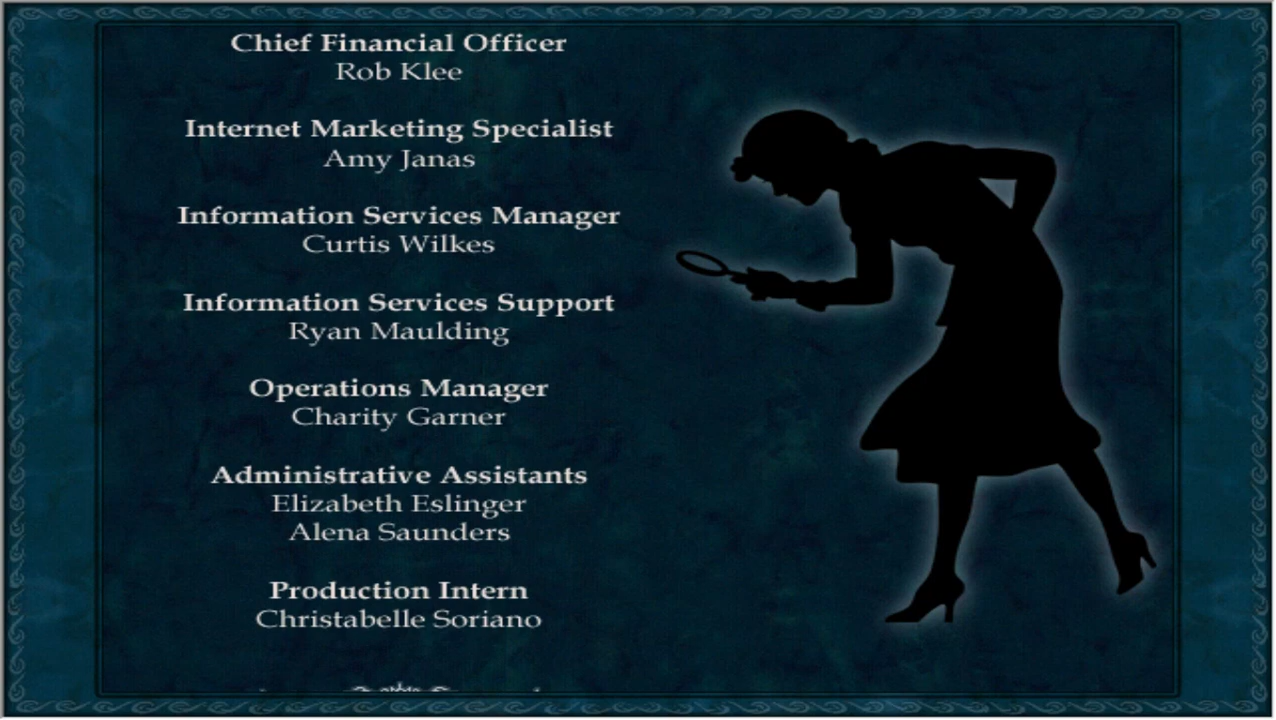 Chief Financial Officer
Rob Klee
Internet Marketing Specialist
Amy Janas
Information Services Manager
Curtis Wilkes
Information Services Support
Ryan Maulding
Operations Manager
Charity Garner
Administrative Assistants
Elizabeth Eslinger
Alena Saunders
Production Intern
Christabelle Soriano